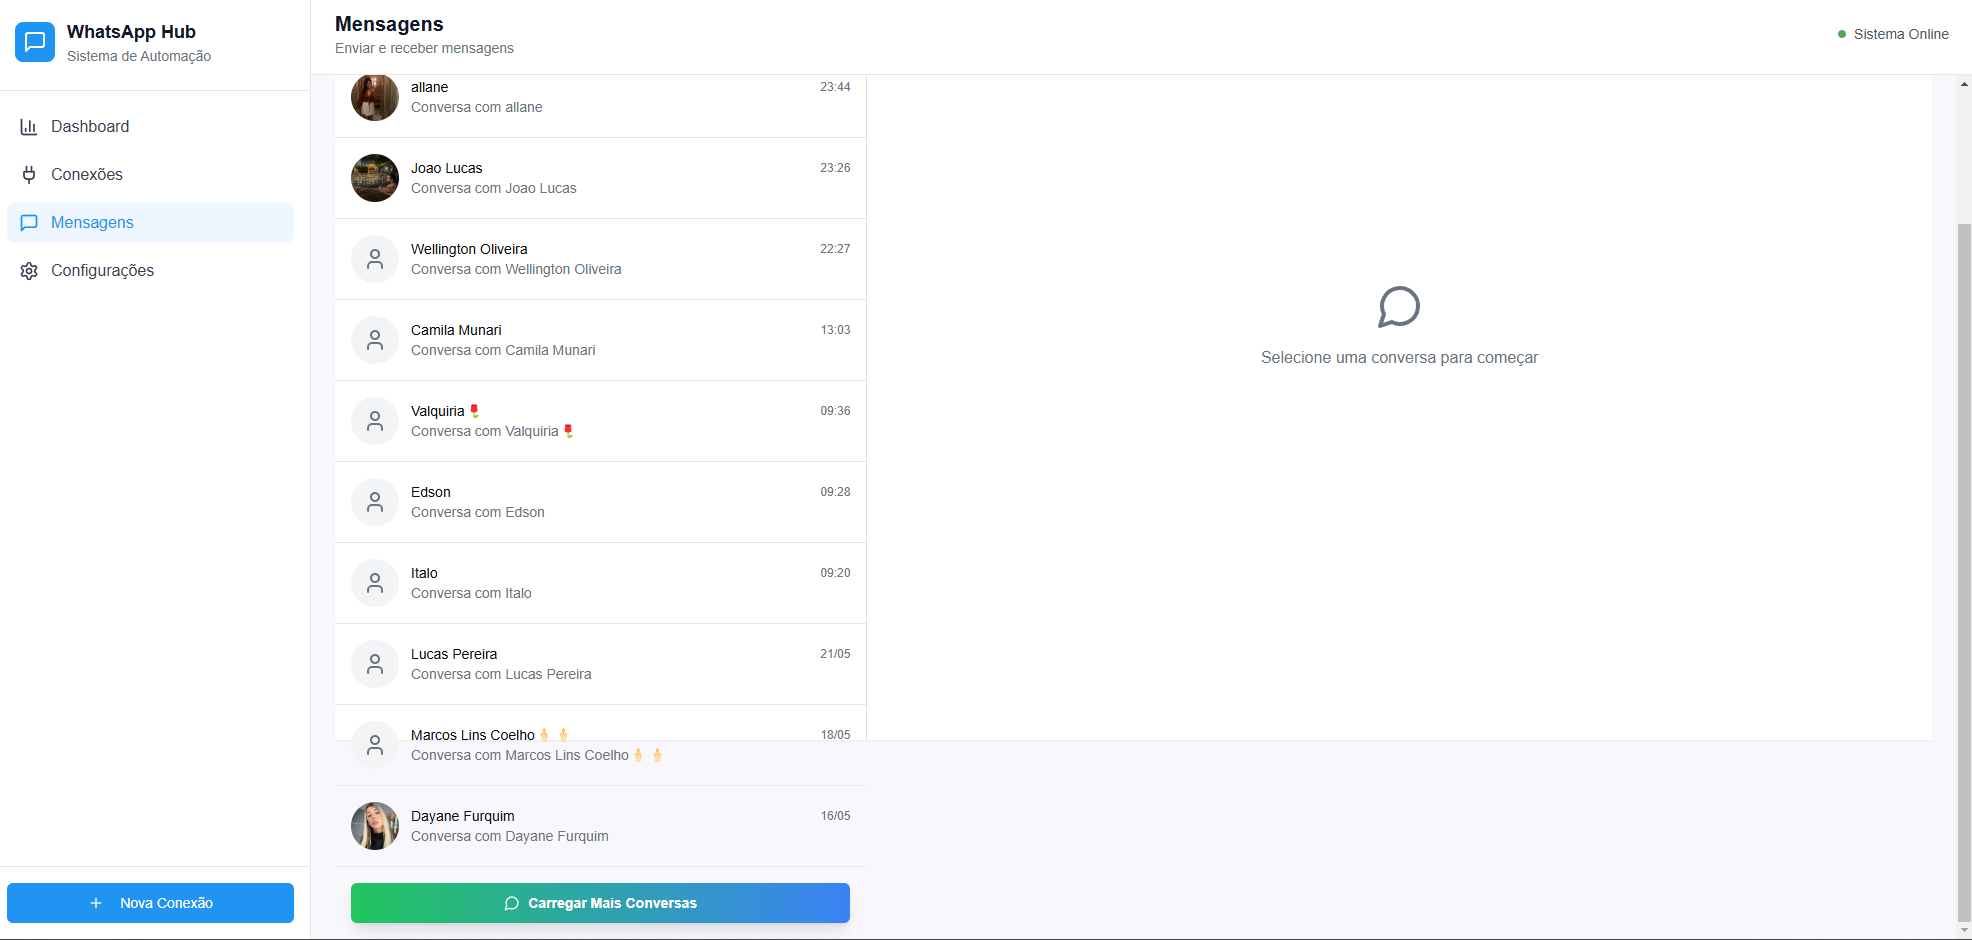 WhatsApp Hub
Sistema de Automação
Dashboard
Conexões
Mensagens
Configurações
Nova Conexão
Mensagens
Enviar e receber mensagens
Sistema Online
allane 23:44
Conversa com allane
Joao Lucas 23:26
Conversa com Joao Lucas
Wellington Oliveira 22:27
Conversa com Wellington Oliveira
Camila Munari 13:03
Conversa com Camila Munari
Valquiria🌹 09:36
Conversa com Valquiria🌹
Edson 09:28
Conversa com Edson
Italo 09:20
Conversa com Italo
Lucas Pereira 21/05
Conversa com Lucas Pereira
Marcos Lins Coelho🖕🏻🖕🏻 18/05
Conversa com Marcos Lins Coelho🖕🏻🖕🏻
Dayane Furquim 16/05
Conversa com Dayane Furquim
Carregar Mais Conversas
Selecione uma conversa para começar